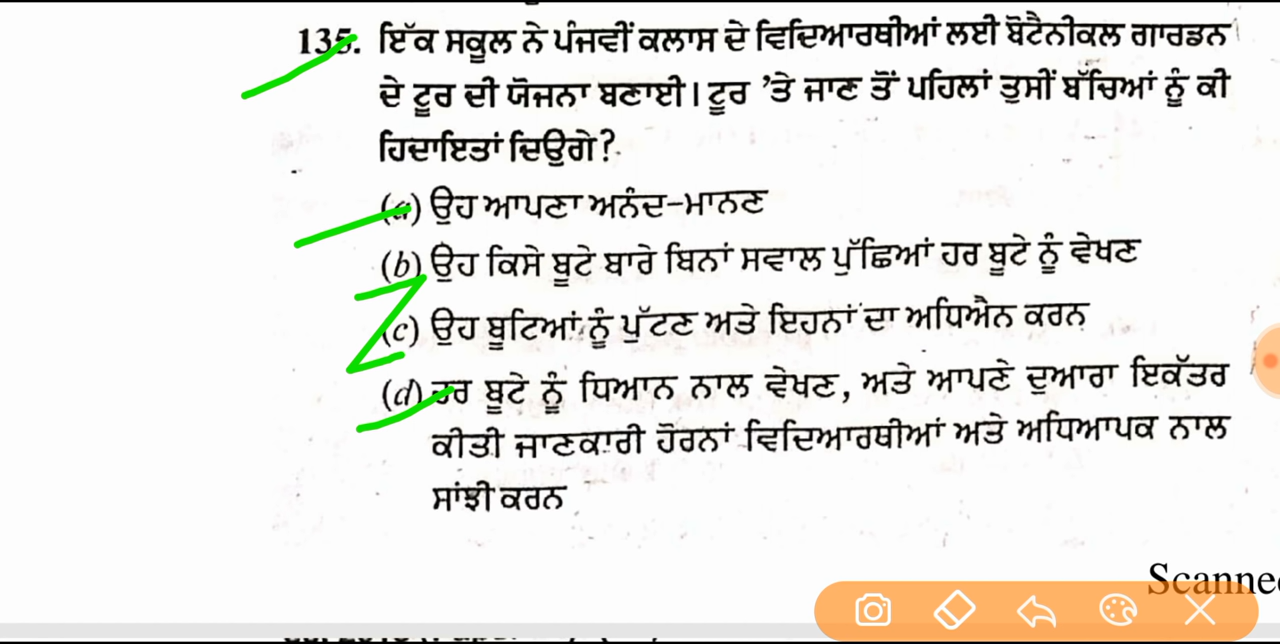 135. ਇੱਕ ਸਕੂਲ ਨੇ ਪੰਜਵੀਂ ਕਲਾਸ ਦੇ ਵਿਦਿਆਰਥੀਆਂ ਲਈ ਬੋਟੈਨੀਕਲ ਗਾਰਡਨ
ਦੇ ਟੂਰ ਦੀ ਯੋਜਨਾ ਬਣਾਈ। ਟੂਰ ’ਤੇ ਜਾਣ ਤੋਂ ਪਹਿਲਾਂ ਤੁਸੀਂ ਬੱਚਿਆਂ ਨੂੰ ਕੀ
ਹਿਦਾਇਤਾਂ ਦਿਉਗੇ?
(a) ਉਹ ਆਪਣਾ ਅਨੰਦ-ਮਾਨਣ
(b) ਉਹ ਕਿਸੇ ਬੂਟੇ ਬਾਰੇ ਬਿਨਾਂ ਸਵਾਲ ਪੁੱਛਿਆਂ ਹਰ ਬੂਟੇ ਨੂੰ ਵੇਖਣ
(c) ਉਹ ਬੂਟਿਆਂ ਨੂੰ ਪੁੱਟਣ ਅਤੇ ਇਹਨਾਂ ਦਾ ਅਧਿਐਨ ਕਰਨ
(d) ਹਰ ਬੂਟੇ ਨੂੰ ਧਿਆਨ ਨਾਲ ਵੇਖਣ, ਅਤੇ ਆਪਣੇ ਦੁਆਰਾ ਇਕੱਤਰ
ਕੀਤੀ ਜਾਣਕਾਰੀ ਹੋਰਨਾਂ ਵਿਦਿਆਰਥੀਆਂ ਅਤੇ ਅਧਿਆਪਕ ਨਾਲ
ਸਾਂਝੀ ਕਰਨ
Scanne